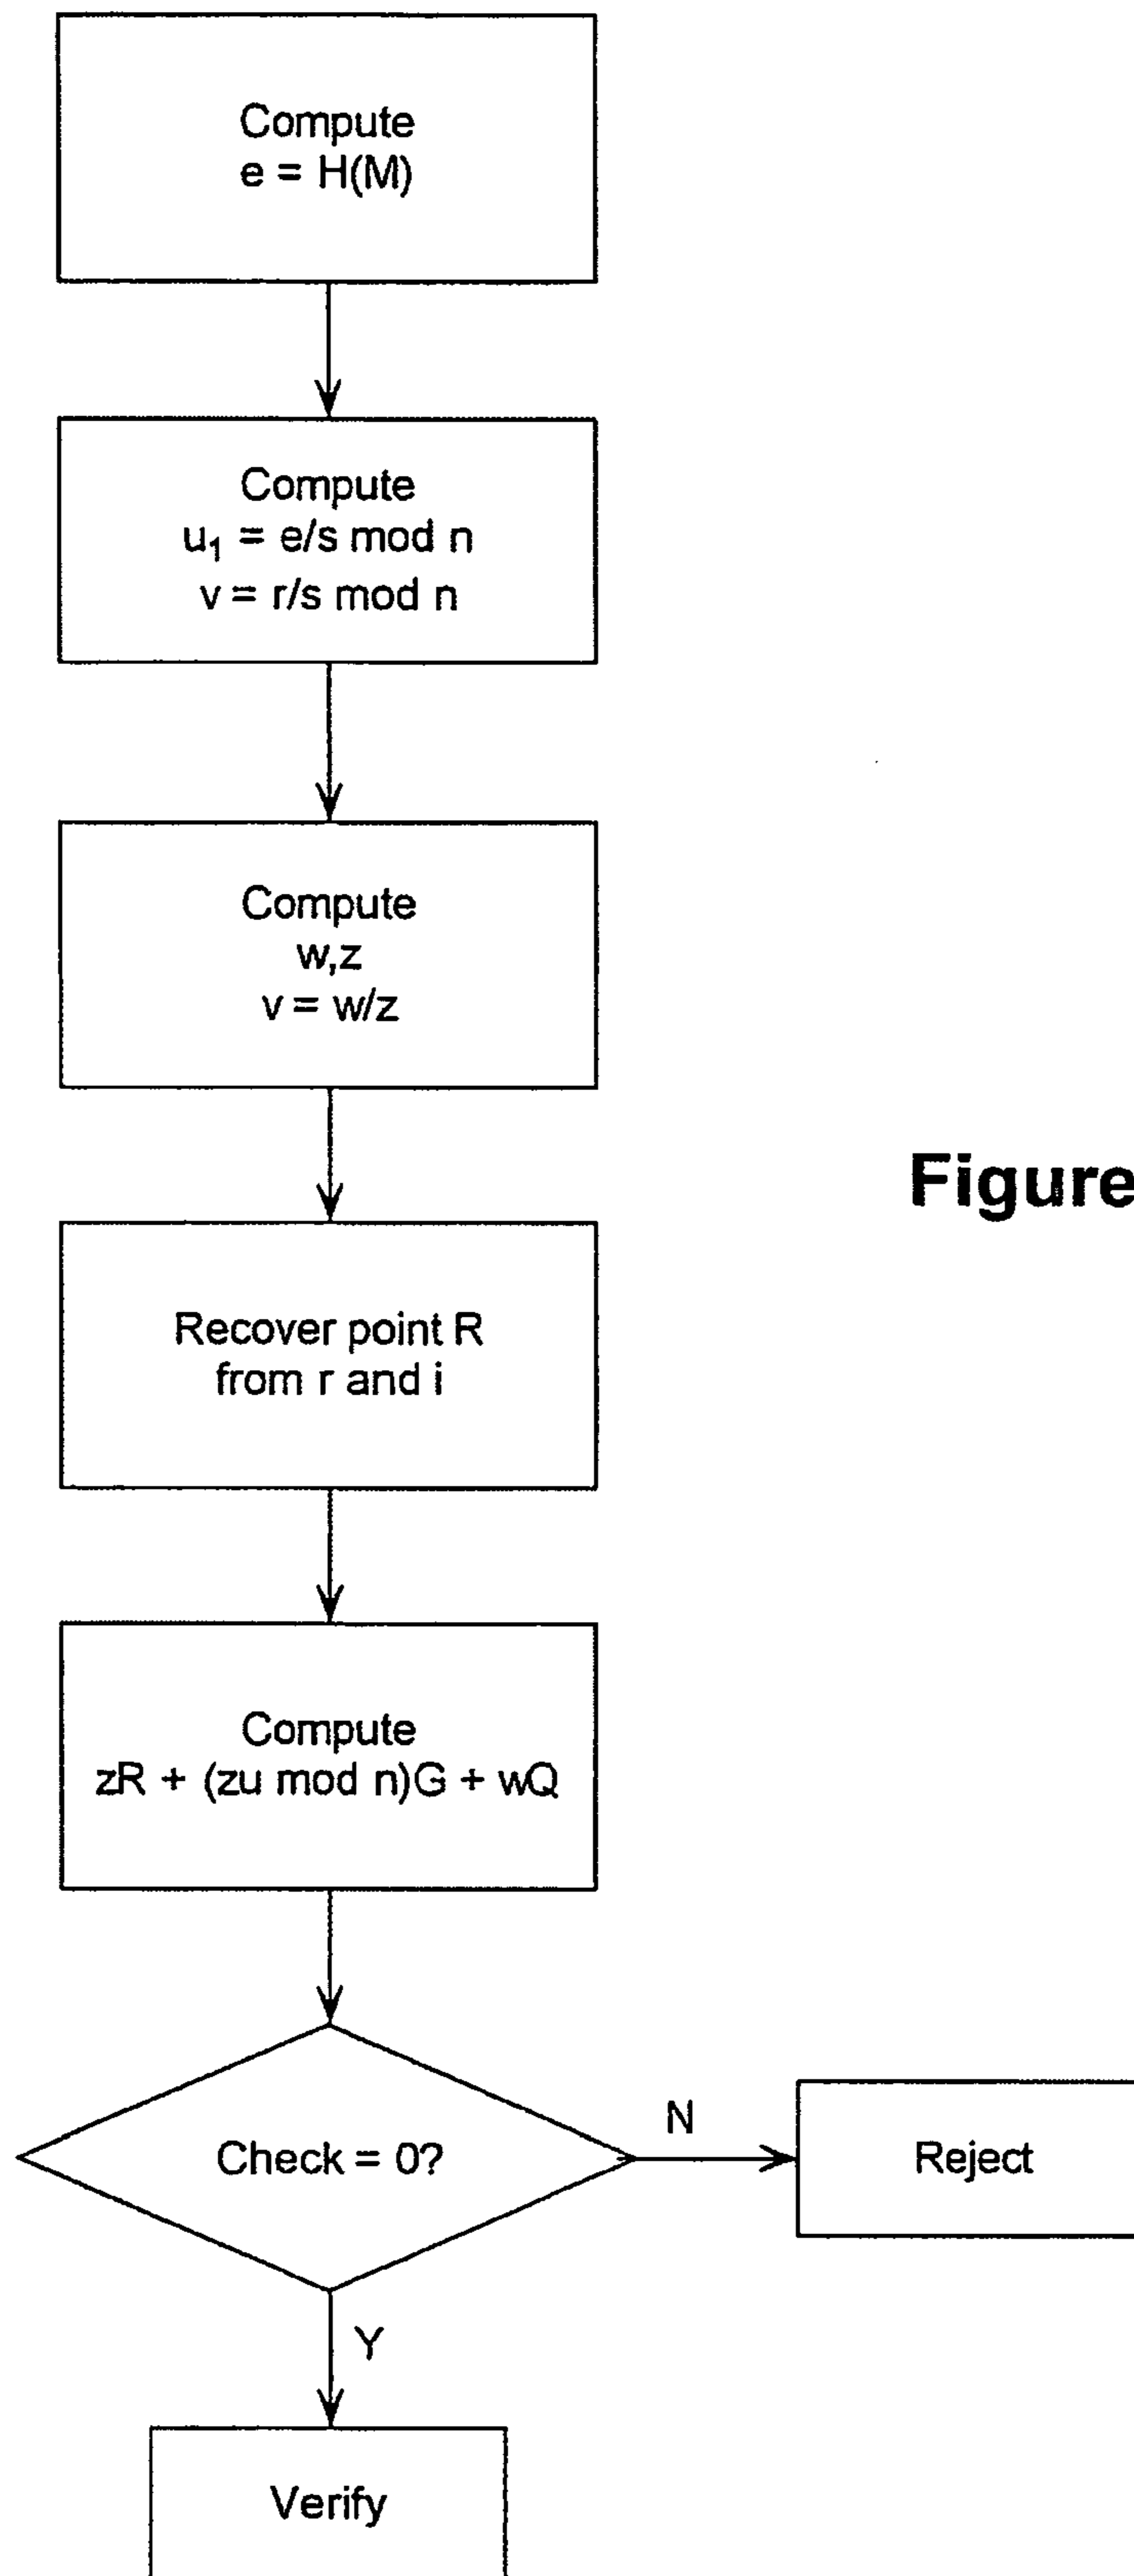 Compute
e = H(M)
Compute
u₁ = e/s mod n
v = r/s mod n
Compute
w,z
v = w/z
Figure
Recover point R
from r and i
Compute
zR + (zu mod n)G + wQ
Check = 0?
N
Reject
Y
Verify